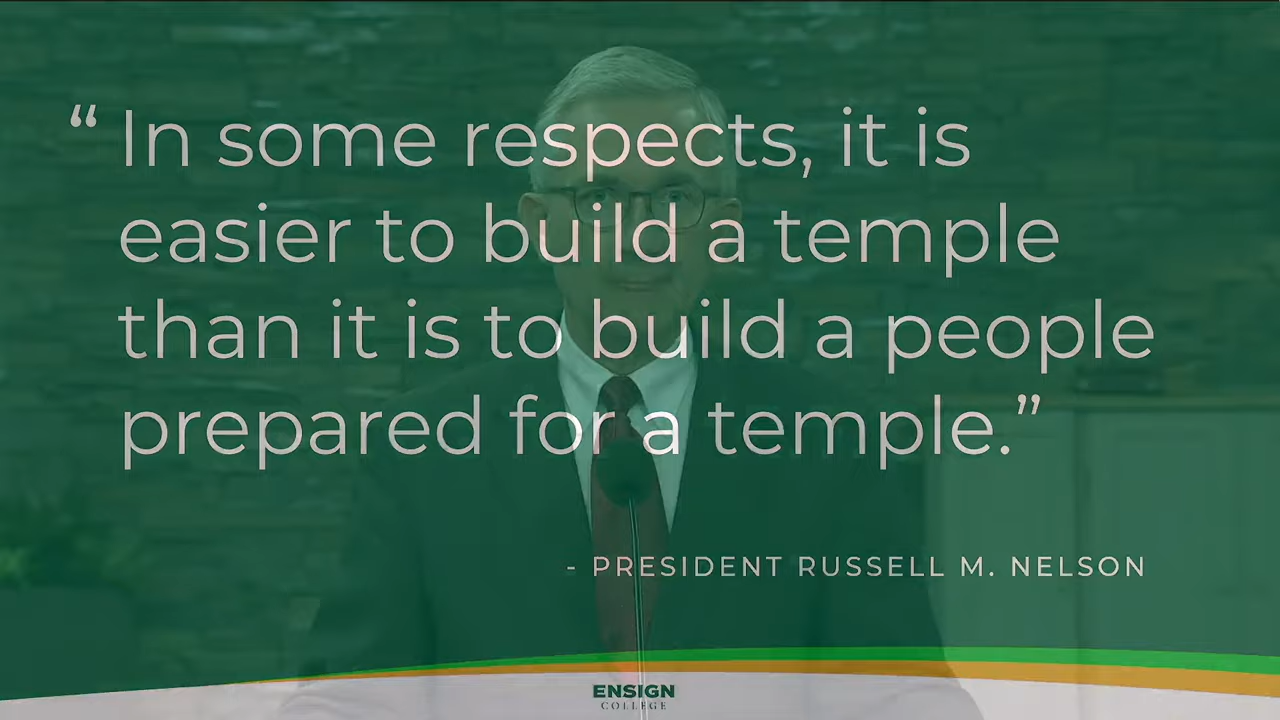 “ In some respects, it is
easier to build a temple
than it is to build a people
prepared for a temple.”
- PRESIDENT RUSSELL M. NELSON
ENSIGN
COLLEGE